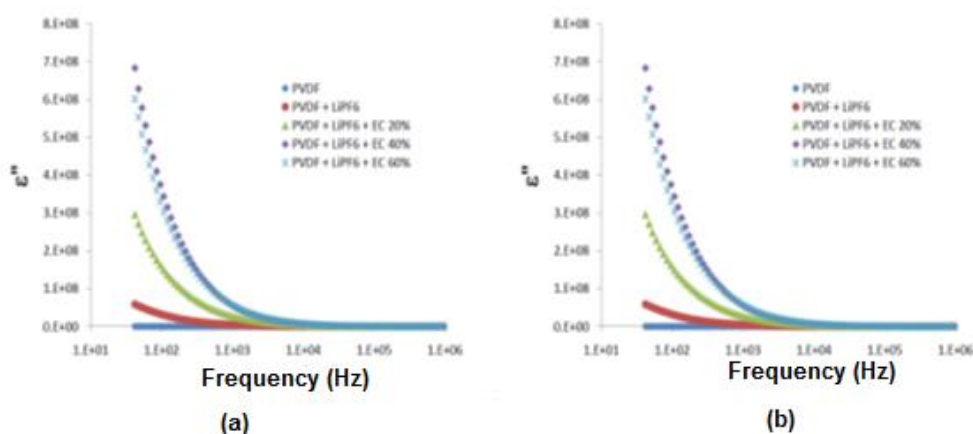 8.E+08
7.E+08
6.E+08
5.E+08
4.E+08
3.E+08
2.E+08
1.E+08
0.E+00
ε"
PVDF
PVDF + LiPF6
PVDF + LiPF6 + EC 20%
PVDF + LiPF6 + EC 40%
PVDF + LiPF6 + EC 60%
1.E+01 1.E+02 1.E+03 1.E+04 1.E+05 1.E+06
Frequency (Hz)
(a)
8.E+08
7.E+08
6.E+08
5.E+08
4.E+08
3.E+08
2.E+08
1.E+08
0.E+00
ε"
PVDF
PVDF + LiPF6
PVDF + LiPF6 + EC 20%
PVDF + LiPF6 + EC 40%
PVDF + LiPF6 + EC 60%
1.E+01 1.E+02 1.E+03 1.E+04 1.E+05 1.E+06
Frequency (Hz)
(b)